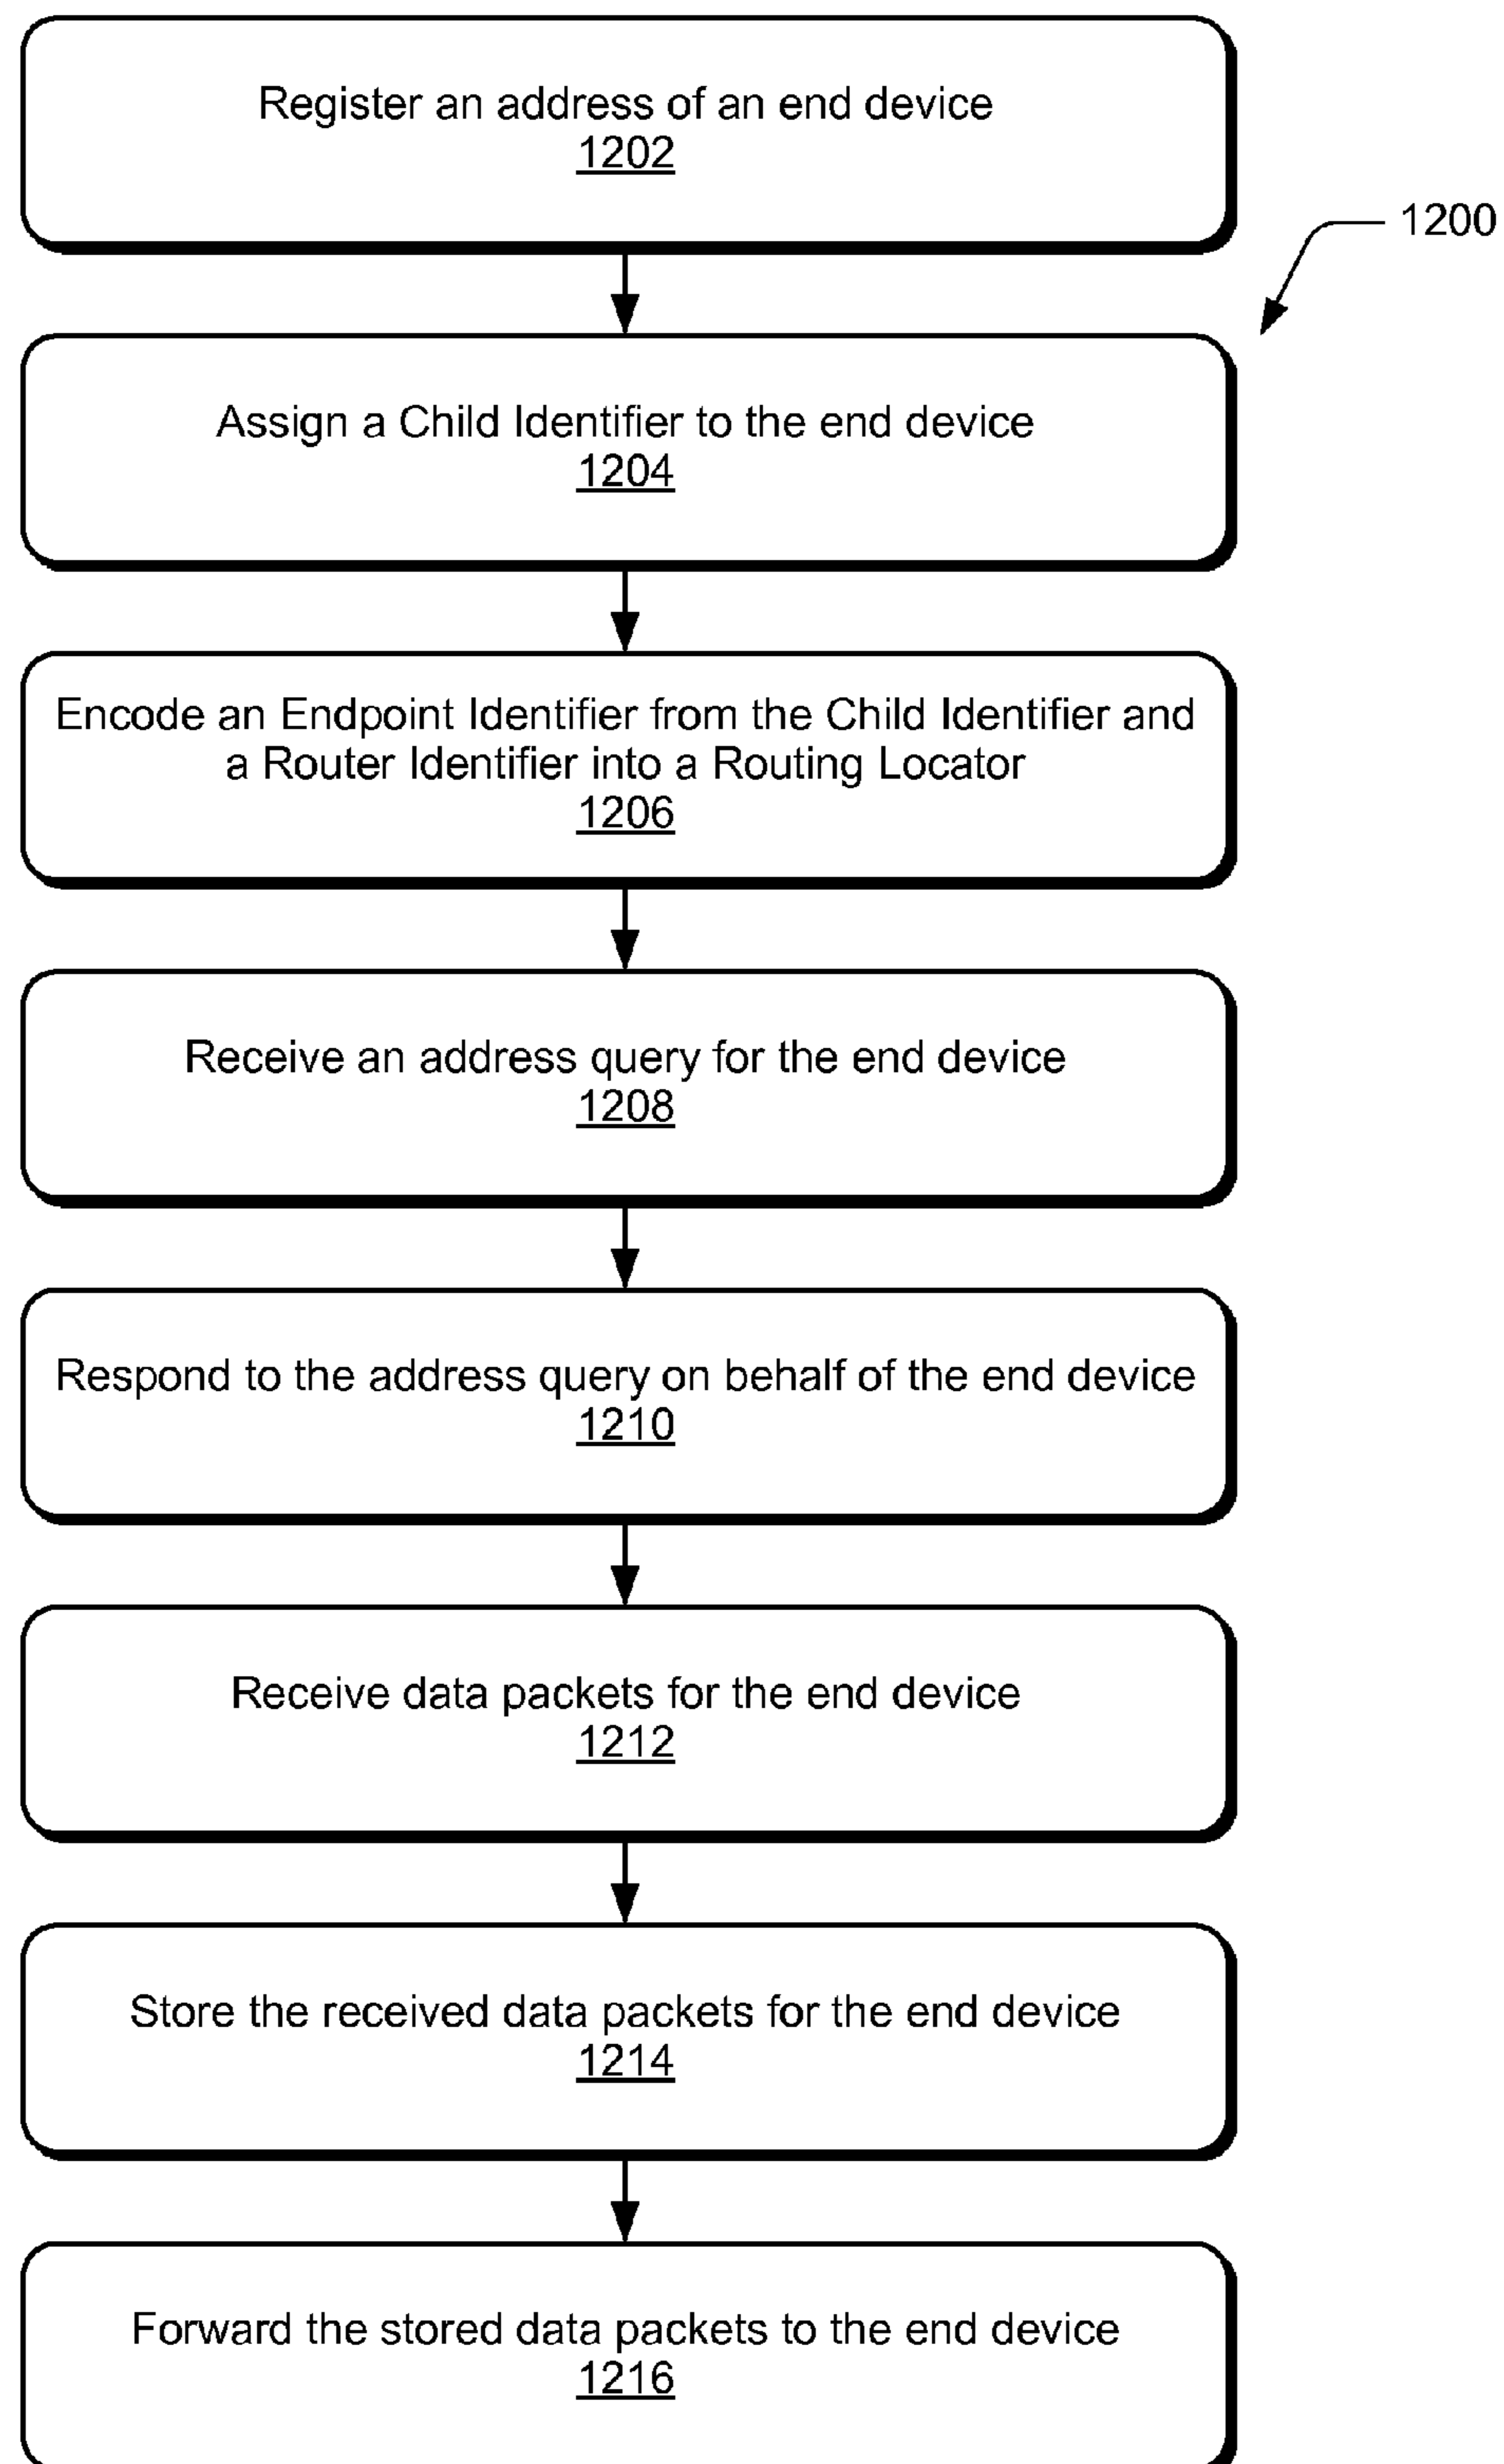 Register an address of an end device
1202
1200
Assign a Child Identifier to the end device
1204
Encode an Endpoint Identifier from the Child Identifier and
a Router Identifier into a Routing Locator
1206
Receive an address query for the end device
1208
Respond to the address query on behalf of the end device
1210
Receive data packets for the end device
1212
Store the received data packets for the end device
1214
Forward the stored data packets to the end device
1216